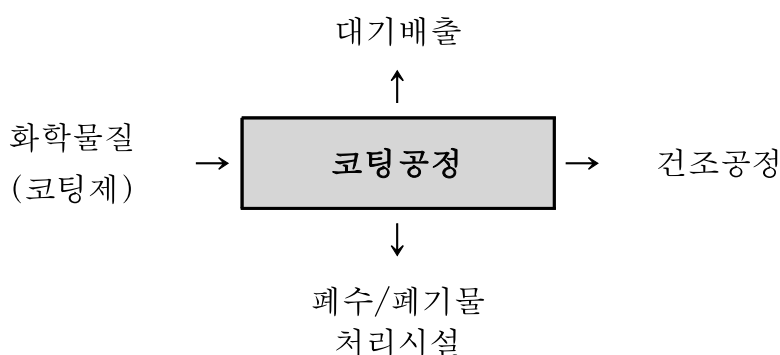 대기배출
↑
화학물질
(코팅제)
→
코팅공정
→
건조공정
↓
폐수/폐기물
처리시설